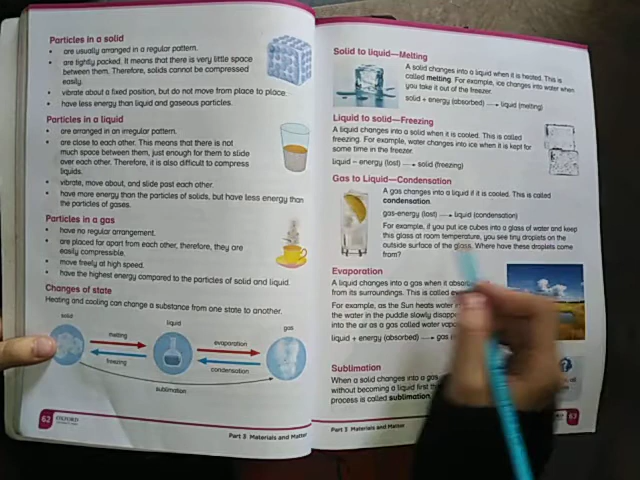 Particles in a solid
• are usually arranged in a regular pattern.
• are tightly packed. It means that there is very little space
between them. Therefore, solids cannot be compressed
easily.
• vibrate about a fixed position, but do not move from place to place.
• have less energy than liquid and gaseous particles.
Particles in a liquid
• are arranged in an irregular pattern.
• are close to each other. This means that there is not
much space between them, just enough for them to slide
over each other. Therefore, it is also difficult to compress
liquids.
• vibrate, move about, and slide past each other.
• have more energy than the particles of solids, but have less energy than
the particles of gases.
Particles in a gas
• have no regular arrangement.
• are placed far apart from each other, therefore, they are
easily compressible.
• move freely at high speed.
• have the highest energy compared to the particles of solid and liquid.
Changes of state
Heating and cooling can change a substance from one state to another.
solid
liquid
gas
melting
evaporation
freezing
condensation
sublimation
62 OXFORD
Part 3 Materials and Matter
Solid to liquid—Melting
A solid changes into a liquid when it is heated. This is
called melting. For example, ice changes into water when
you take it out of the freezer.
solid + energy (absorbed) → liquid (melting)
Liquid to solid—Freezing
A liquid changes into a solid when it is cooled. This is called
freezing. For example, water changes into ice when it is kept for
some time in the freezer.
liquid − energy (lost) → solid (freezing)
Gas to Liquid—Condensation
A gas changes into a liquid if it is cooled. This is called
condensation.
gas-energy (lost) → liquid (condensation)
For example, if you put ice cubes into a glass of water and keep
this glass at room temperature, you see tiny droplets on the
outside surface of the glass. Where have these droplets come
from?
Evaporation
A liquid changes into a gas when it absorbs
from its surroundings. This is called
For example, as the Sun heats water
the water in the puddle slowly
into the air as a gas called water
liquid + energy (absorbed) → gas
Sublimation
When a solid changes into a gas
without becoming a liquid first
process is called sublimation.
Part 3 Materials and Matter
63